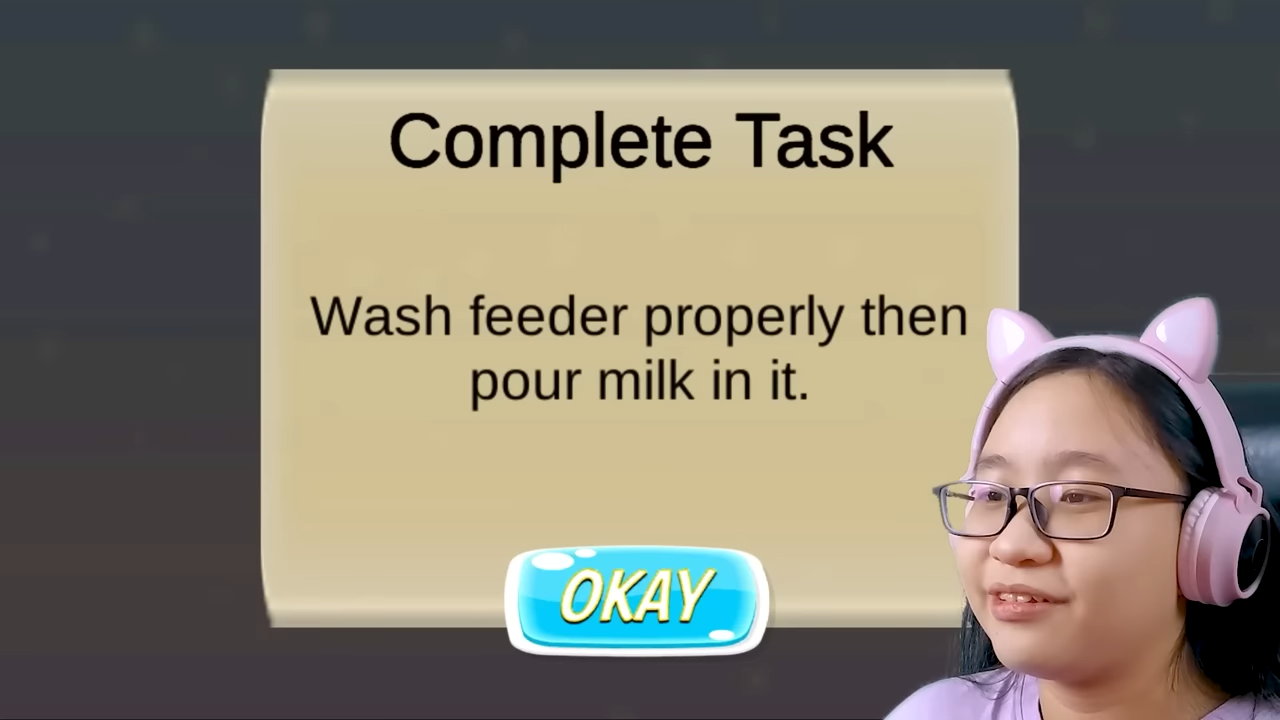 Complete Task
Wash feeder properly then
pour milk in it.
OKAY